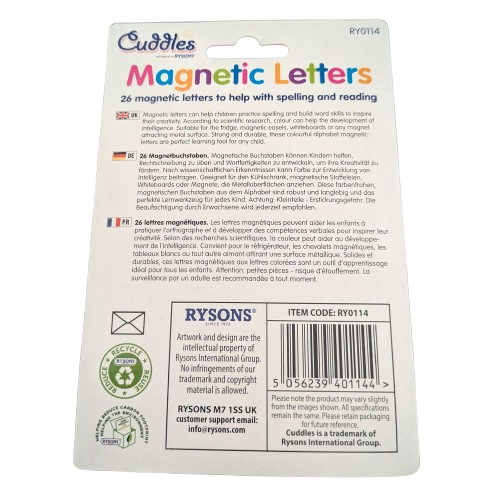 Cuddles
RY0114
Magnetic Letters
26 magnetic letters to help with spelling and reading
UK Magnetic letters can help children practice spelling and build word skills to inspire
their creativity. According to scientific research, colour can help the development of
intelligence. Suitable for the fridge, magnetic easels, whiteboards or any magnet
attracting metal surface. Strong and durable, these colourful alphabet magnetic
letters are perfect learning tool for any child.
DE 26 Magnetbuchstaben. Magnetische Buchstaben können Kindern helfen,
Rechtschreibung zu üben und Wortfertigkeiten zu entwickeln, um ihre Kreativität zu
fördern. Nach wissenschaftlichen Erkenntnissen kann Farbe zur Entwicklung von
Intelligenz beitragen. Geeignet für den Kühlschrank, magnetische Staffeleien,
Whiteboards oder Magnete, die Metalloberflächen anziehen. Diese farbenfrohen,
magnetischen Buchstaben aus dem Alphabet sind robust und langlebig und das
perfekte Lernwerkzeug für jedes Kind. Achtung: Kleinteile - Erstickungsgefahr. Die
Beaufsichtigung durch Erwachsene wird jederzeit empfohlen.
FR 26 lettres magnétiques. Les lettres magnétiques peuvent aider les enfants à
pratiquer l'orthographe et à développer des compétences verbales pour inspirer leur
créativité. Selon des recherches scientifiques, la couleur peut aider au développe-
ment de l'intelligence. Convient pour le réfrigérateur, les chevalets magnétiques, les
tableaux blancs ou tout autre aimant attirant une surface métallique. Solides et
durables, ces lettres magnétiques aux lettres colorées sont un outil d'apprentissage
idéal pour tous les enfants. Attention: petites pièces - risque d'étouffement. La
surveillance par un adulte est recommandée à tout moment.
RECYCLE
REUSE
REDUCE
RYSONS
HELPING REDUCE CARBON FOOTPRINT
HELPING THE ENVIRONMENT
RYSONS
RYSONS®
SINCE 1976
Artwork and design are the
intellectual property of
Rysons International Group.
No infringements of our
trademark and copyright
material is allowed.
RYSONS M7 1SS UK
customer support email:
info@rysons.com
ITEM CODE: RY0114
5 056239 401144 >
Please note the product may vary slightly
from the images shown. All specifications
remain the same. Please retain packaging
for future reference.
Cuddles is a trademark of
Rysons International Group.